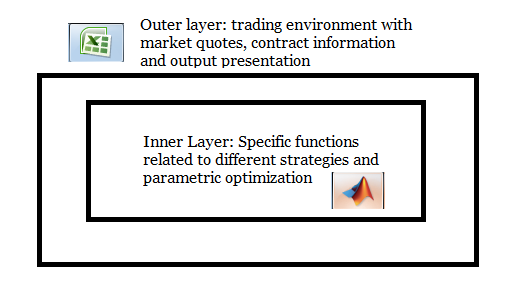 Outer layer: trading environment with
market quotes, contract information
and output presentation
Inner Layer: Specific functions
related to different strategies and
parametric optimization